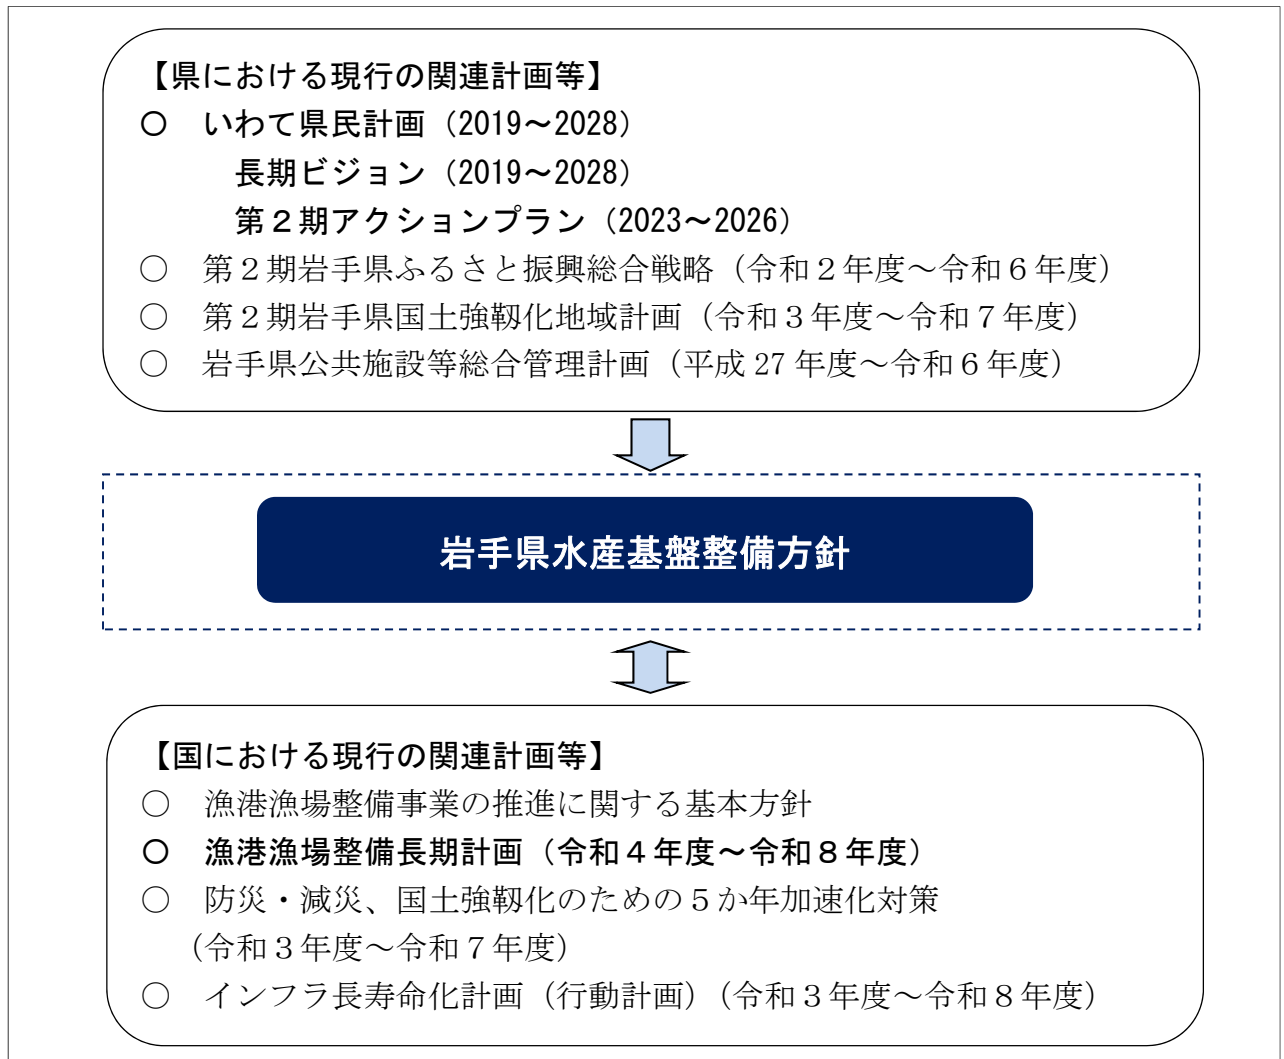 【県における現行の関連計画等】
○ いわて県民計画（2019～2028）
長期ビジョン（2019～2028）
第２期アクションプラン（2023～2026）
○ 第２期岩手県ふるさと振興総合戦略（令和２年度～令和６年度）
○ 第２期岩手県国土強靱化地域計画（令和３年度～令和７年度）
○ 岩手県公共施設等総合管理計画（平成 27 年度～令和６年度）
岩手県水産基盤整備方針
【国における現行の関連計画等】
○ 漁港漁場整備事業の推進に関する基本方針
○ 漁港漁場整備長期計画（令和４年度～令和８年度）
○ 防災・減災、国土強靱化のための５か年加速化対策
（令和３年度～令和７年度）
○ インフラ長寿命化計画（行動計画）（令和３年度～令和８年度）